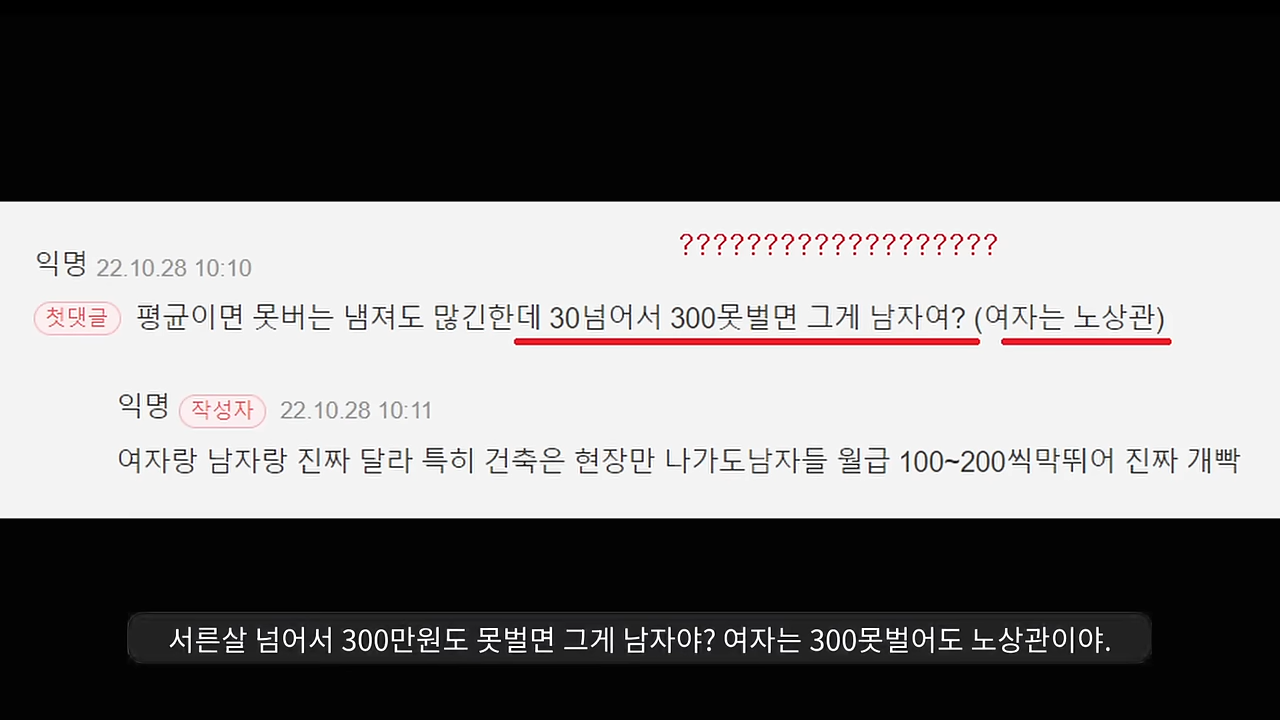 ???????????????????
익명 22.10.28 10:10
첫댓글 평균이면 못버는 냄져도 많긴한데 30넘어서 300못벌면 그게 남자여? (여자는 노상관)
익명 작성자 22.10.28 10:11
여자랑 남자랑 진짜 달라 특히 건축은 현장만 나가도남자들 월급 100~200씩막뛰어 진짜 개빡
서른살 넘어서 300만원도 못벌면 그게 남자야? 여자는 300못벌어도 노상관이야.